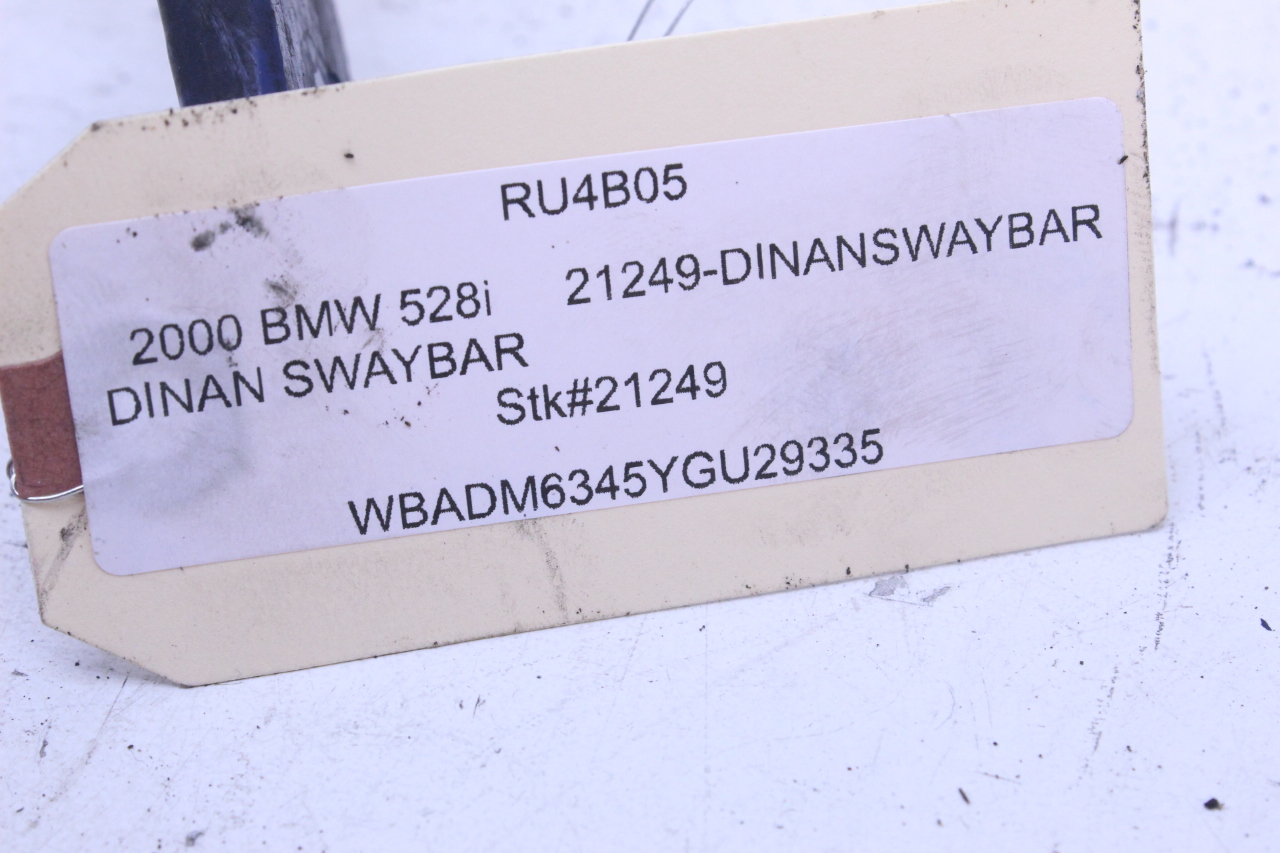 RU4B05
2000 BMW 528i 21249-DINANSWAYBAR
DINAN SWAYBAR
Stk#21249
WBADM6345YGU29335